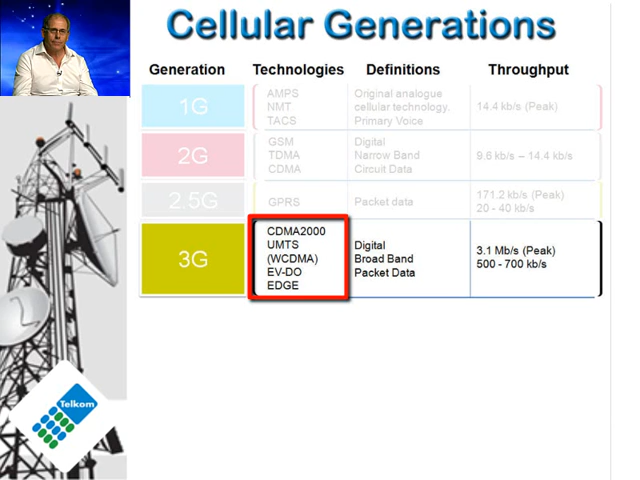 Cellular Generations
Generation Technologies Definitions Throughput
1G
AMPS
NMT
TACS
Original analogue
cellular technology.
Primary Voice
14.4 kb/s (Peak)
2G
GSM
TDMA
CDMA
Digital
Narrow Band
Circuit Data
9.6 kb/s – 14.4 kb/s
2.5G
GPRS
Packet data
171.2 kb/s (Peak)
20 - 40 kb/s
3G
CDMA2000
UMTS
(WCDMA)
EV-DO
EDGE
Digital
Broad Band
Packet Data
3.1 Mb/s (Peak)
500 - 700 kb/s
Telkom